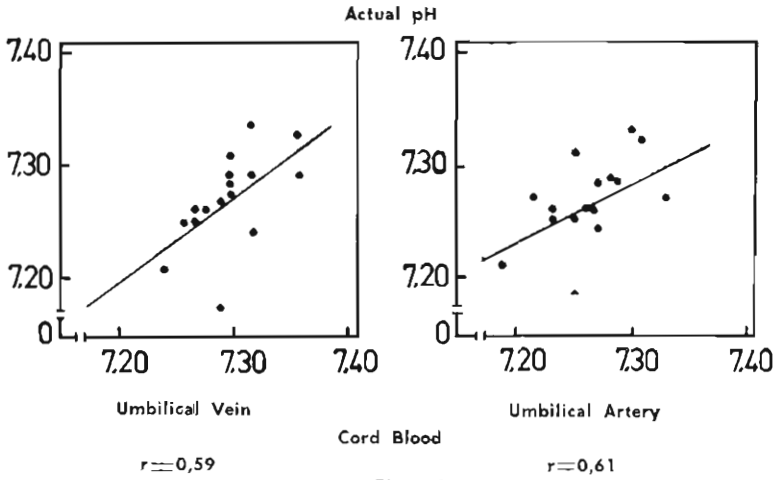 Actual pH
7,40
7,30
7,20
0
7,20 7,30 7,40
Umbilical Vein
7,40
7,30
7,20
0
7,20 7,30 7,40
Umbilical Artery
Cord Blood
r=0,59
r=0,61